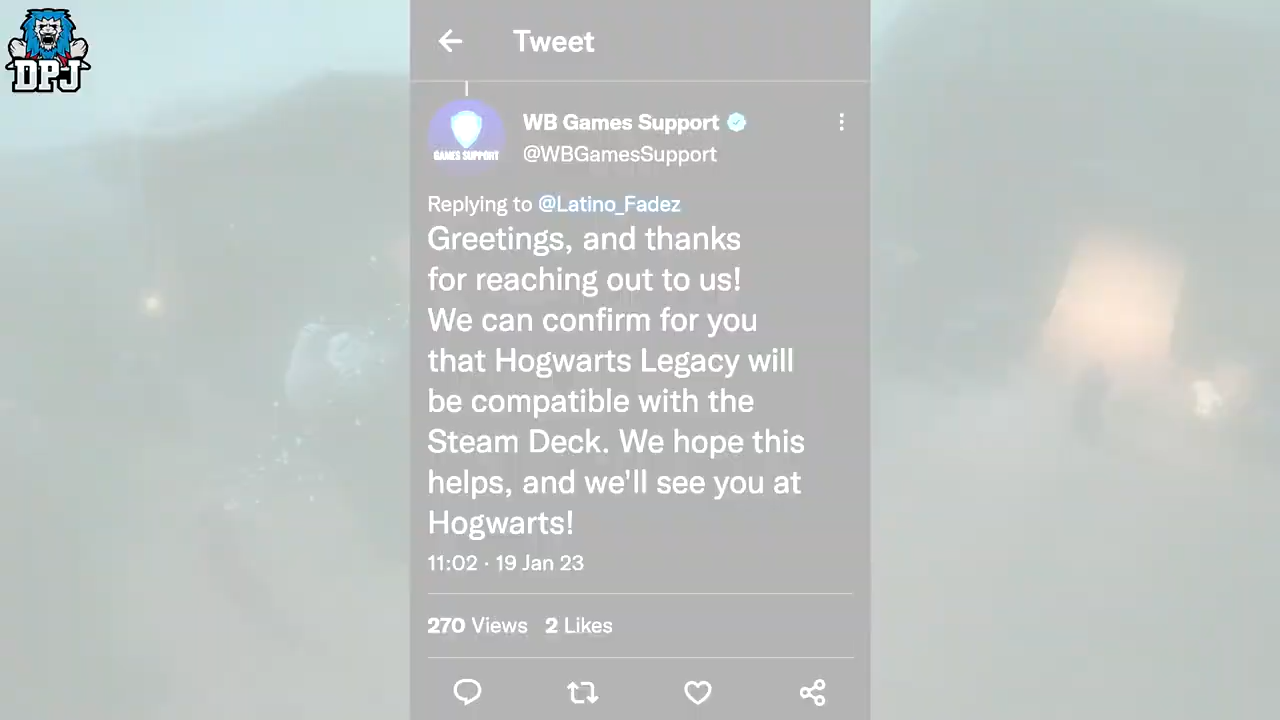 DPJ
Tweet
WB Games Support
@WBGamesSupport
GAMES SUPPORT
Replying to @Latino_Fadez
Greetings, and thanks
for reaching out to us!
We can confirm for you
that Hogwarts Legacy will
be compatible with the
Steam Deck. We hope this
helps, and we'll see you at
Hogwarts!
11:02 · 19 Jan 23
270 Views 2 Likes